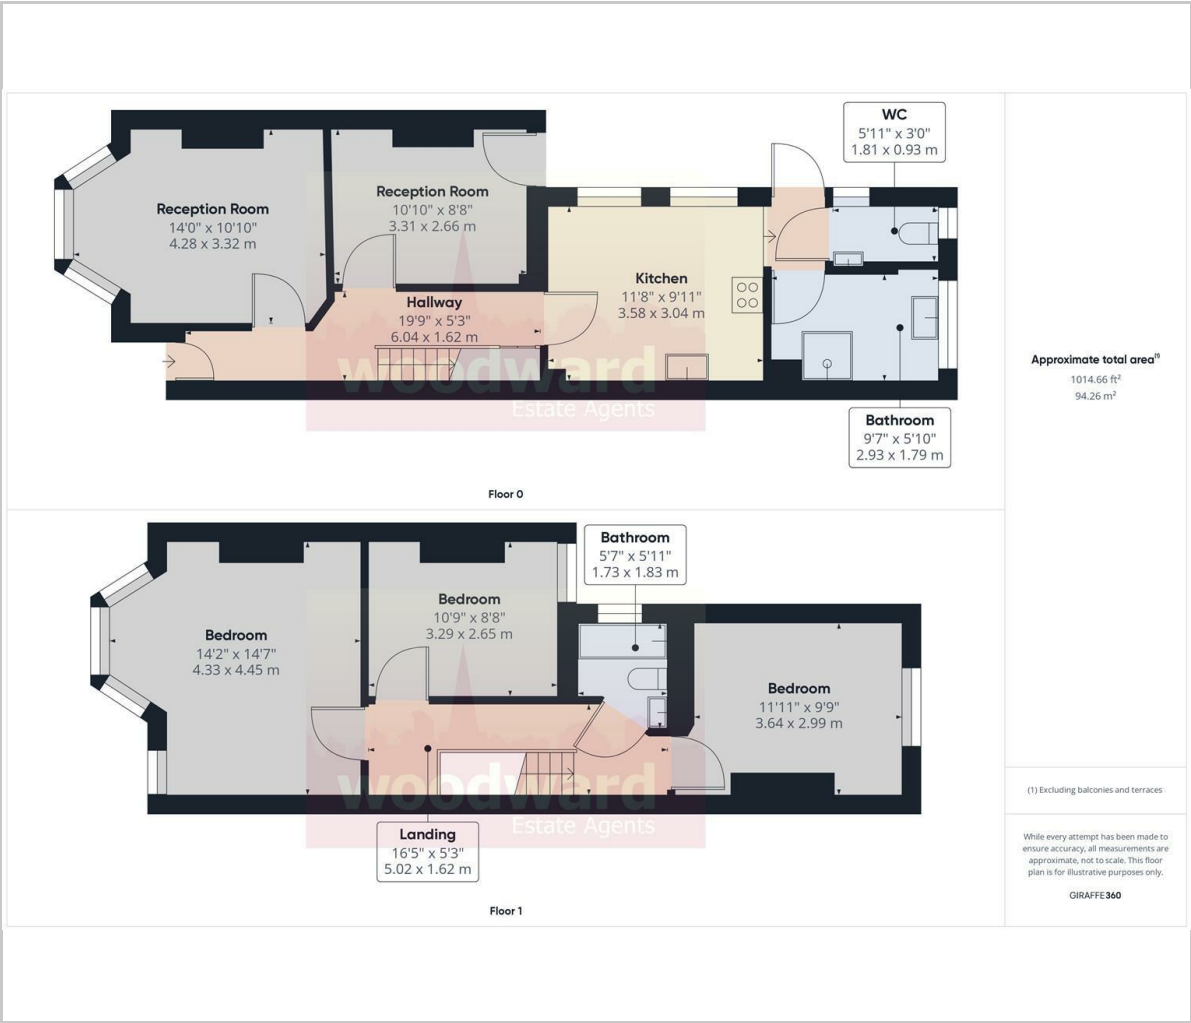 WC
5'11" x 3'0"
1.81 x 0.93 m
Reception Room
14'0" x 10'10"
4.28 x 3.32 m
Reception Room
10'10" x 8'8"
3.31 x 2.66 m
Kitchen
11'8" x 9'11"
3.58 x 3.04 m
Hallway
19'9" x 5'3"
6.04 x 1.62 m
woodward
Estate Agents
Bathroom
9'7" x 5'10"
2.93 x 1.79 m
Floor 0
Bathroom
5'7" x 5'11"
1.73 x 1.83 m
Bedroom
14'2" x 14'7"
4.33 x 4.45 m
Bedroom
10'9" x 8'8"
3.29 x 2.65 m
Bedroom
11'11" x 9'9"
3.64 x 2.99 m
woodward
Estate Agents
Landing
16'5" x 5'3"
5.02 x 1.62 m
Floor 1
Approximate total area⁽¹⁾
1014.66 ft²
94.26 m²
(1) Excluding balconies and terraces
While every attempt has been made to
ensure accuracy, all measurements are
approximate, not to scale. This floor
plan is for illustrative purposes only.
GIRAFFE360